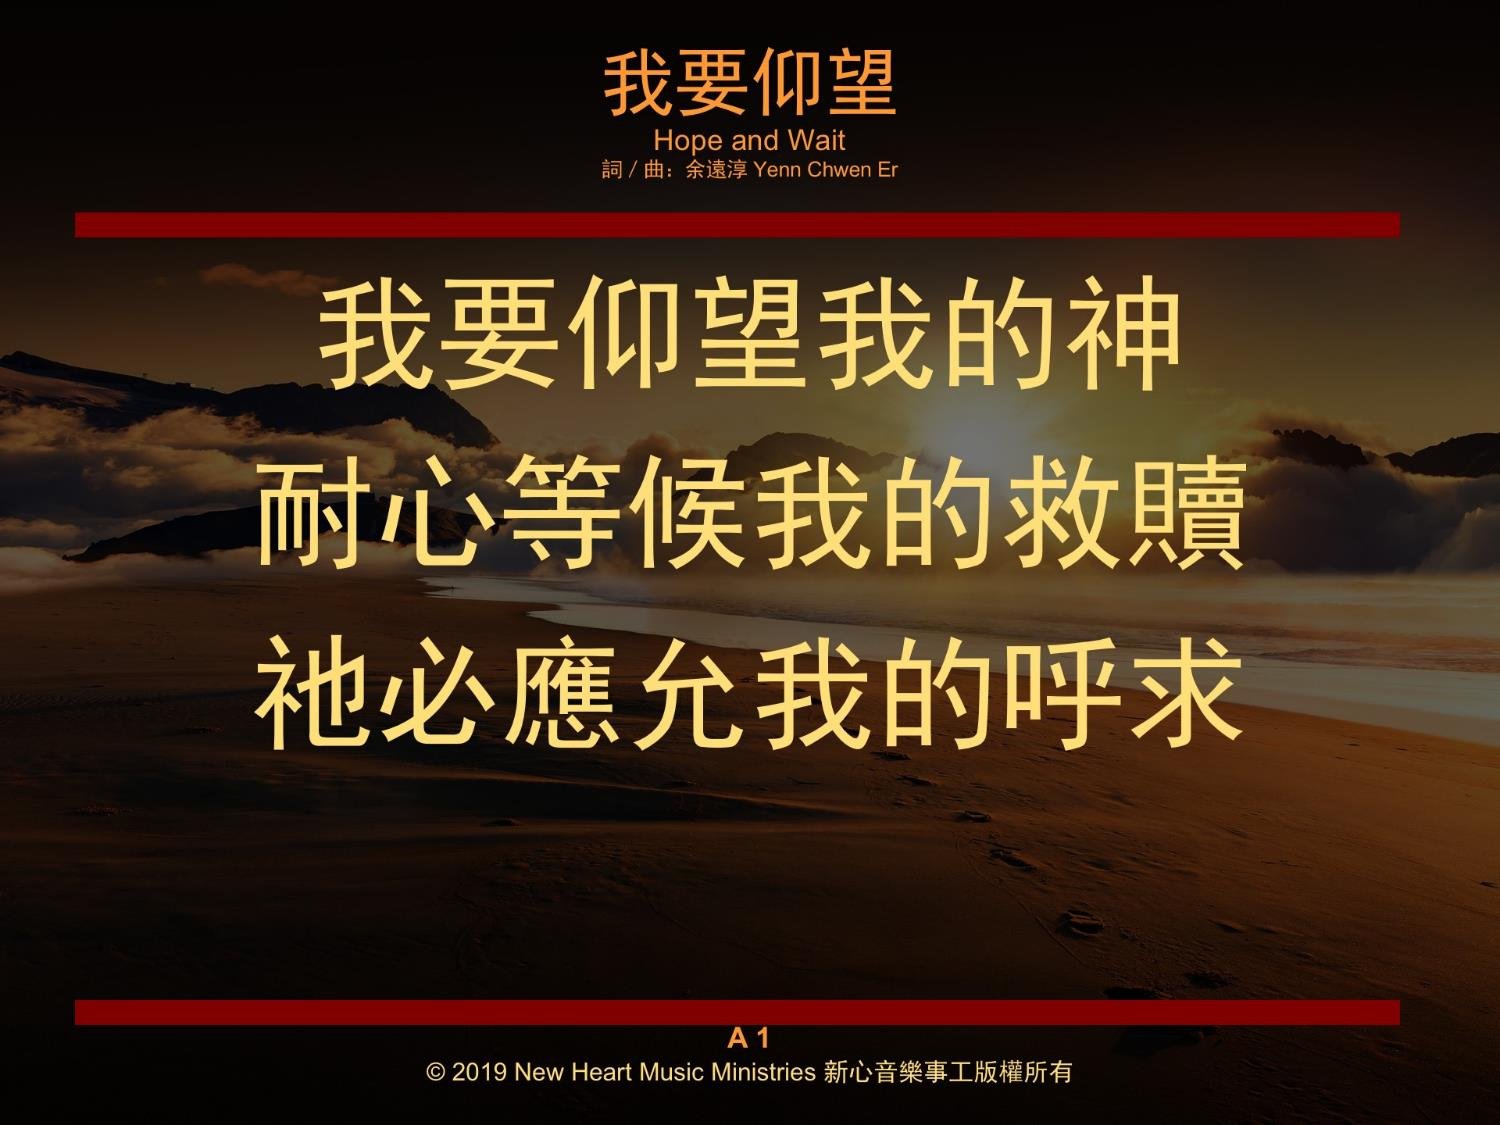 我要仰望
Hope and Wait
詞 / 曲：余遠淳 Yenn Chwen Er
我要仰望我的神
耐心等候我的救贖
祂必應允我的呼求
A 1
© 2019 New Heart Music Ministries 新心音樂事工版權所有